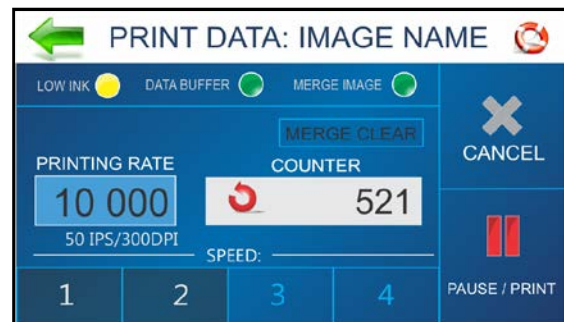 PRINT DATA: IMAGE NAME
LOW INK DATA BUFFER MERGE IMAGE
MERGE CLEAR
CANCEL
PRINTING RATE COUNTER
10 000 521
50 IPS/300DPI
SPEED:
1 2 3 4
PAUSE / PRINT